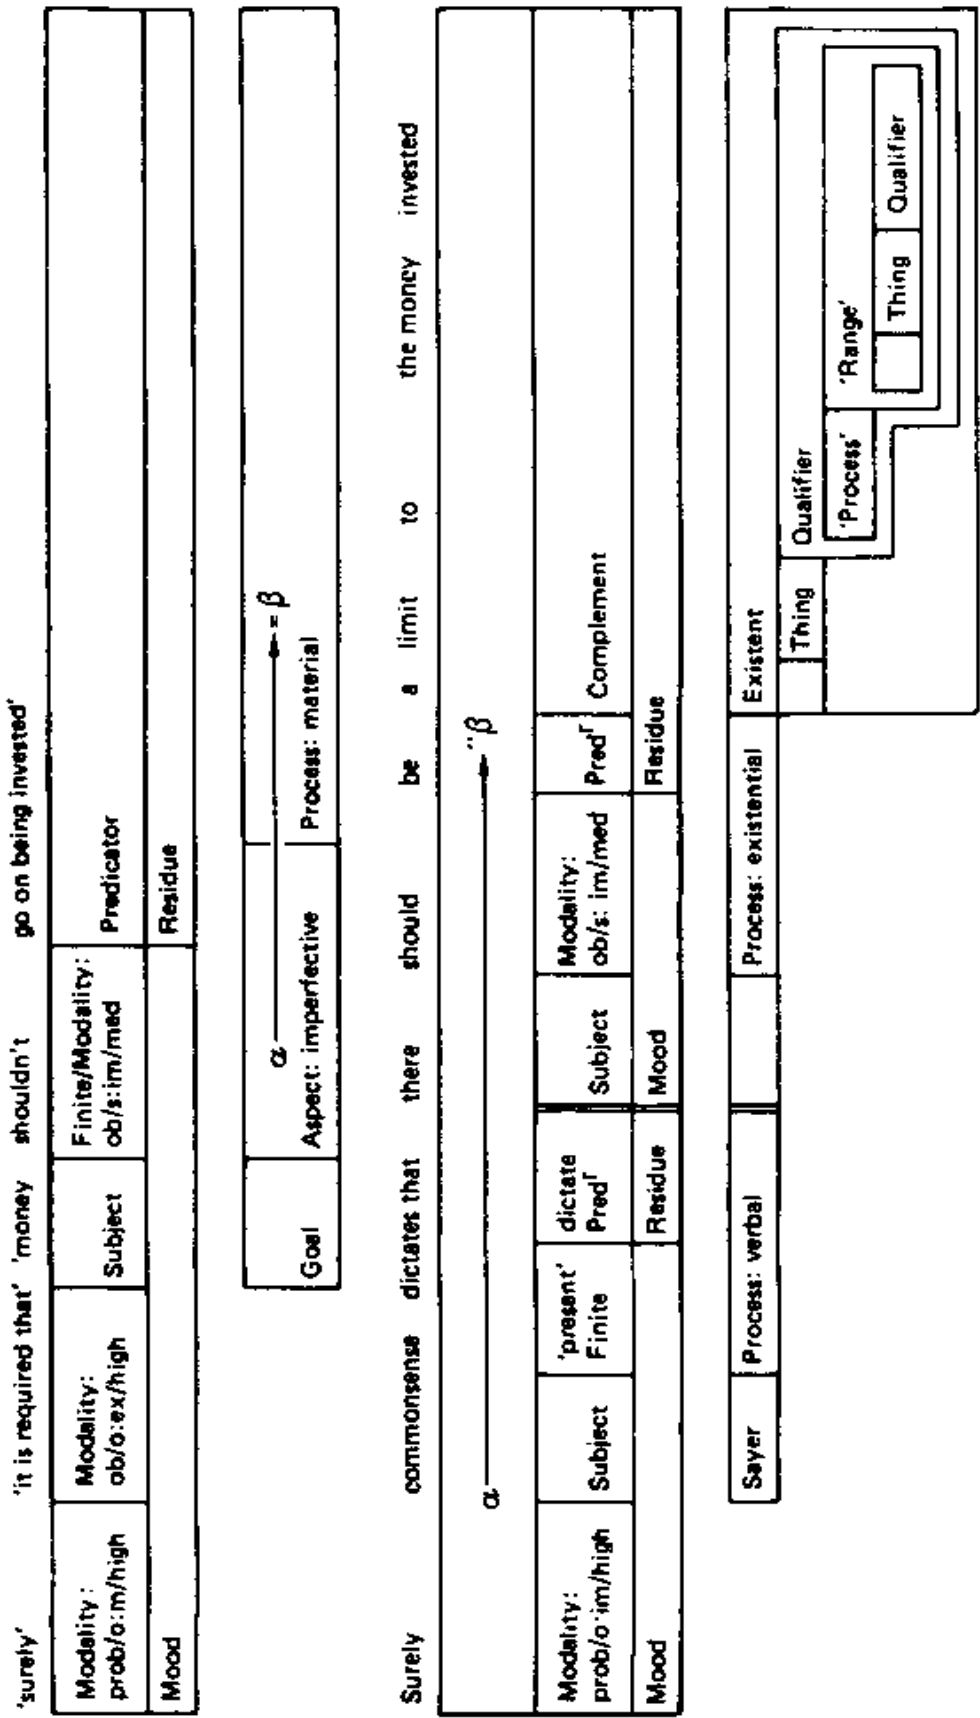 'surely' 'it is required that' 'money shouldn't go on being invested'
Modality: prob/o:m/high Modality: ob/o:ex/high Subject Finite/Modality: ob/s:im/med Predicator
Mood Residue
α = β
Goal Aspect: imperfective Process: material
Surely commonsense dictates that there should be a limit to the money invested
α "β
Modality: prob/o:im/high Subject 'present' Finite dictate Pred^r Subject Modality: ob/s: im/med Pred^r Complement
Mood Residue Mood Residue
Sayer Process: verbal Process: existential Existent
Thing Qualifier
'Process' 'Range'
Thing Qualifier